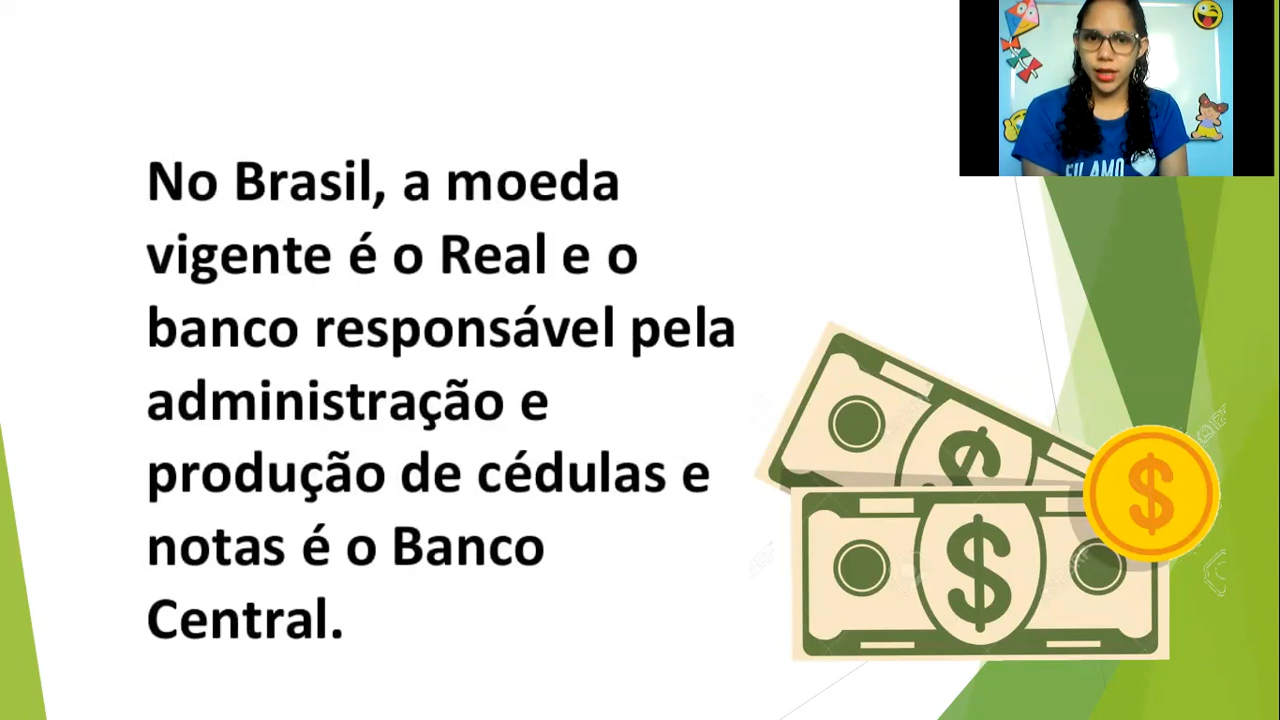 No Brasil, a moeda
vigente é o Real e o
banco responsável pela
administração e
produção de cédulas e
notas é o Banco
Central.